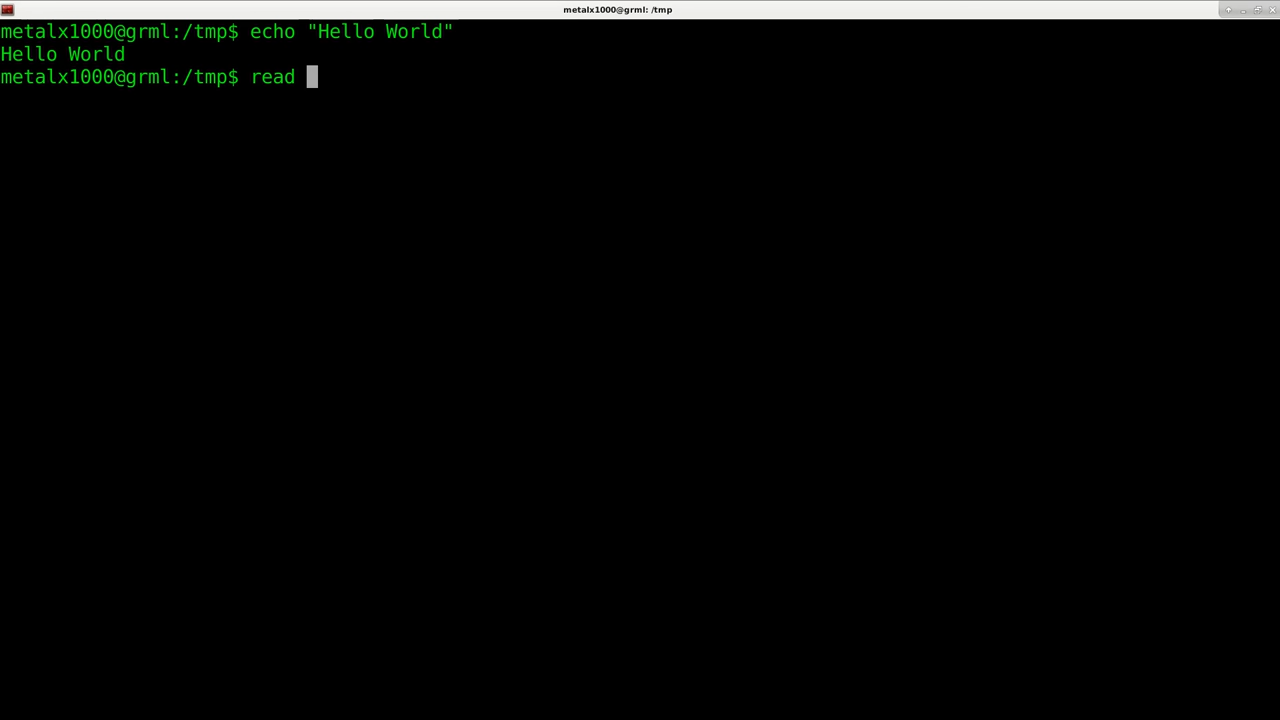 metalx1000@grml: /tmp
metalx1000@grml:/tmp$ echo "Hello World"
Hello World
metalx1000@grml:/tmp$ read